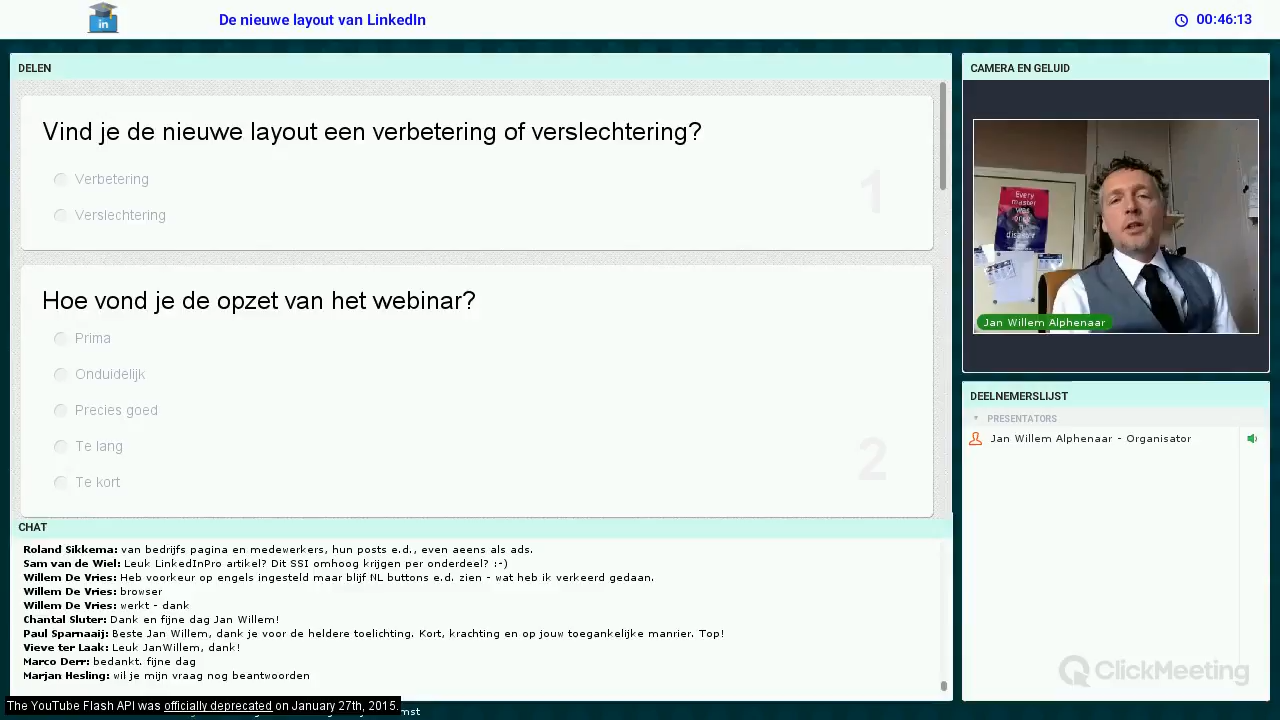 in
De nieuwe layout van LinkedIn
00:46:13
DELEN
Vind je de nieuwe layout een verbetering of verslechtering?
Verbetering
Verslechtering
1
Hoe vond je de opzet van het webinar?
Prima
Onduidelijk
Precies goed
Te lang
Te kort
2
CHAT
Roland Sikkema: van bedrijfs pagina en medewerkers, hun posts e.d., even aeens als ads.
Sam van de Wiel: Leuk LinkedInPro artikel? Dit SSI omhoog krijgen per onderdeel? :-)
Willem De Vries: Heb voorkeur op engels ingesteld maar blijf NL buttons e.d. zien - wat heb ik verkeerd gedaan.
Willem De Vries: browser
Willem De Vries: werkt - dank
Chantal Sluter: Dank en fijne dag Jan Willem!
Paul Sparnaaij: Beste Jan Willem, dank je voor de heldere toelichting. Kort, krachting en op jouw toegankelijke manrier. Top!
Vieve ter Laak: Leuk JanWillem, dank!
Marco Derr: bedankt. fijne dag
Marjan Hesling: wil je mijn vraag nog beantwoorden
The YouTube Flash API was officially deprecated on January 27th, 2015.
CAMERA EN GELUID
Every
master
was
once
a
Jan Willem Alphenaar
DEELNEMERSLIJST
PRESENTATORS
Jan Willem Alphenaar - Organisator
ClickMeeting